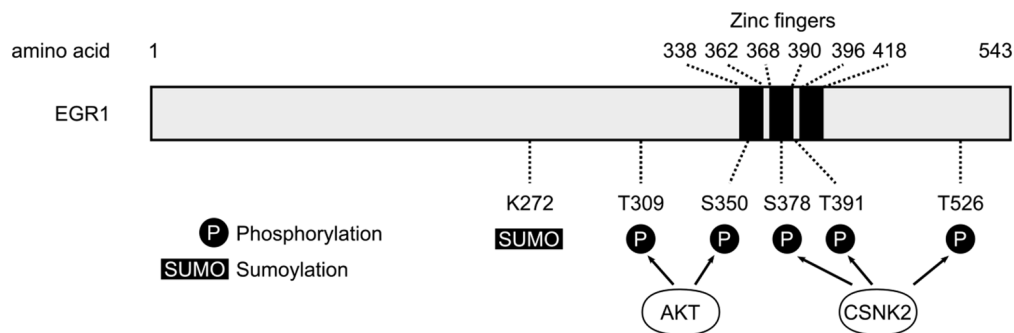 Zinc fingers
amino acid 1 338 362 368 390 396 418 543
EGR1
K272 T309 S350 S378 T391 T526
P Phosphorylation SUMO P P P P P
SUMO Sumoylation
AKT CSNK2